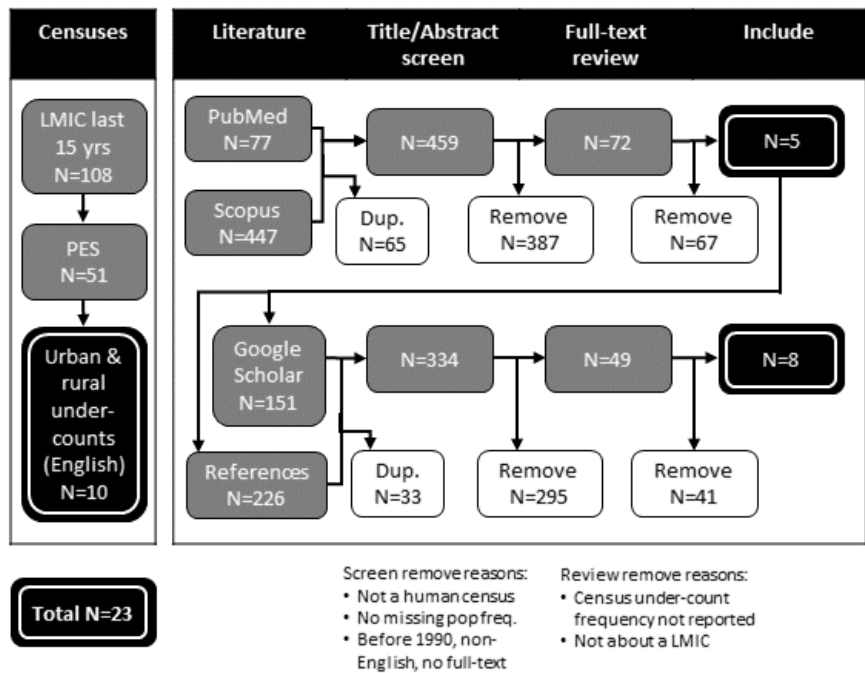 Censuses
Literature
Title/Abstract
screen
Full-text
review
Include
LMIC last
15 yrs
N=108
PES
N=51
Urban &
rural
under-
counts
(English)
N=10
PubMed
N=77
Scopus
N=447
Dup.
N=65
N=459
Remove
N=387
N=72
Remove
N=67
N=5
Google
Scholar
N=151
References
N=226
Dup.
N=33
N=334
Remove
N=295
N=49
Remove
N=41
N=8
Total N=23
Screen remove reasons:
• Not a human census
• No missing pop freq.
• Before 1990, non-
English, no full-text
Review remove reasons:
• Census under-count
frequency not reported
• Not about a LMIC